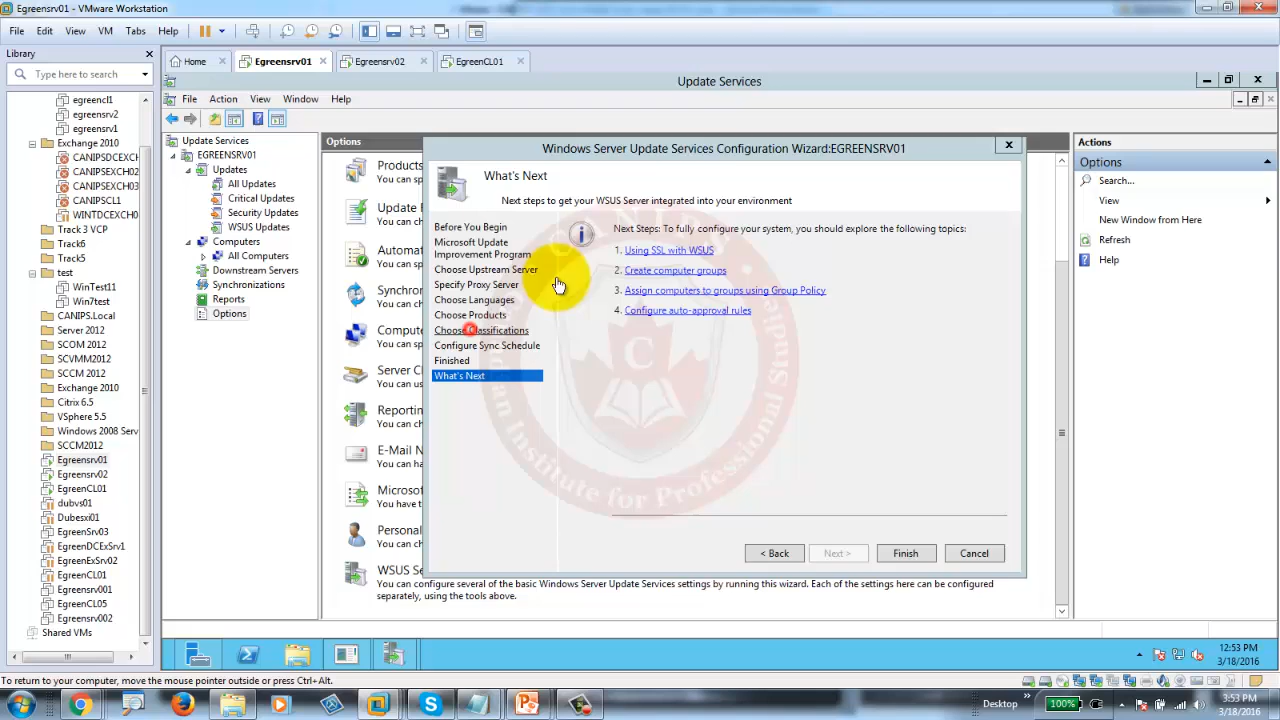 Egreensrv01 - VMware Workstation
File Edit View VM Tabs Help
Library
Type here to search
Home
Egreensrv01
Egreensrv02
EgreenCL01
egreencl1
egreensrv2
egreensrv1
Exchange 2010
CANIPSDCEXCH
CANIPSEXCH02
CANIPSEXCH03
CANIPSCL1
WINTDCEXCH0
Track 3 VCP
Track6
Track5
test
WinTest11
Win7test
CANIPS.Local
Server 2012
SCOM 2012
SCVMM2012
SCCM 2012
Exchange 2010
Citrix 6.5
VSphere 5.5
Windows 2008 Serv
SCCM2012
Egreensrv01
Egreensrv02
EgreenCL01
dubvs01
Dubesxi01
EgreenSrv03
EgreenDCExSrv1
EgreenExSrv02
EgreenCL01
Egreensrv001
EgreenCL05
Egreensrv002
Shared VMs
Update Services
File Action View Window Help
Update Services
EGREENSRV01
Updates
All Updates
Critical Updates
Security Updates
WSUS Updates
Computers
All Computers
Downstream Servers
Synchronizations
Reports
Options
Options
Products
You can sp
Update F
You can sp
Automat
You can sp
Synchron
You can sp
Compute
You can sp
Server Cl
You can us
Reporting
You can ch
E-Mail N
You can ha
Microso
You have t
Personal
You can ch
WSUS Se
You can configure several of the basic Windows Server Update Services settings by running this wizard. Each of the settings here can be configured
separately, using the tools above.
Windows Server Update Services Configuration Wizard:EGREENSRV01
What's Next
Next steps to get your WSUS Server integrated into your environment
Before You Begin
Microsoft Update
Improvement Program
Choose Upstream Server
Specify Proxy Server
Choose Languages
Choose Products
Choose Classifications
Configure Sync Schedule
Finished
What's Next
Next Steps: To fully configure your system, you should explore the following topics:
1. Using SSL with WSUS
2. Create computer groups
3. Assign computers to groups using Group Policy
4. Configure auto-approval rules
< Back
Next >
Finish
Cancel
Actions
Options
Search...
View
New Window from Here
Refresh
Help
12:53 PM
3/18/2016
To return to your computer, move the mouse pointer outside or press Ctrl+Alt.
Desktop
100%
3:53 PM
3/18/2016